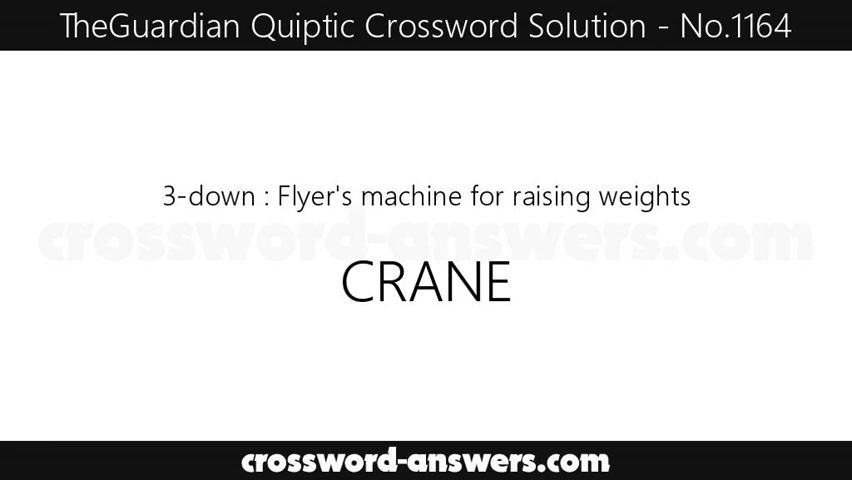 TheGuardian Quiptic Crossword Solution - No.1164
3-down : Flyer's machine for raising weights
crossword-answers.com
CRANE
crossword-answers.com